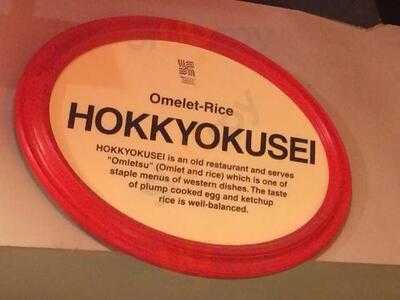 Omelet-Rice
HOKKYOKUSEI
HOKKYOKUSEI is an old restaurant and serves
"Omletsu" (Omlet and rice) which is one of
staple menus of western dishes. The taste
of plump cooked egg and ketchup
rice is well-balanced.